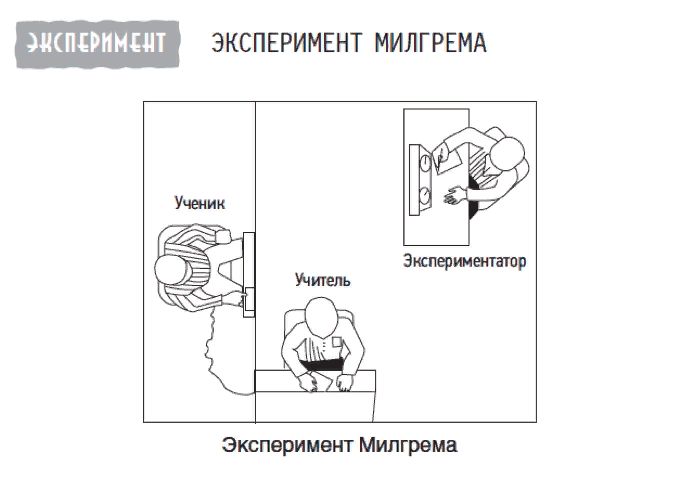 ЭКСПЕРИМЕНТ
ЭКСПЕРИМЕНТ МИЛГРЕМА
Ученик
Экспериментатор
Учитель
Эксперимент Милгрема